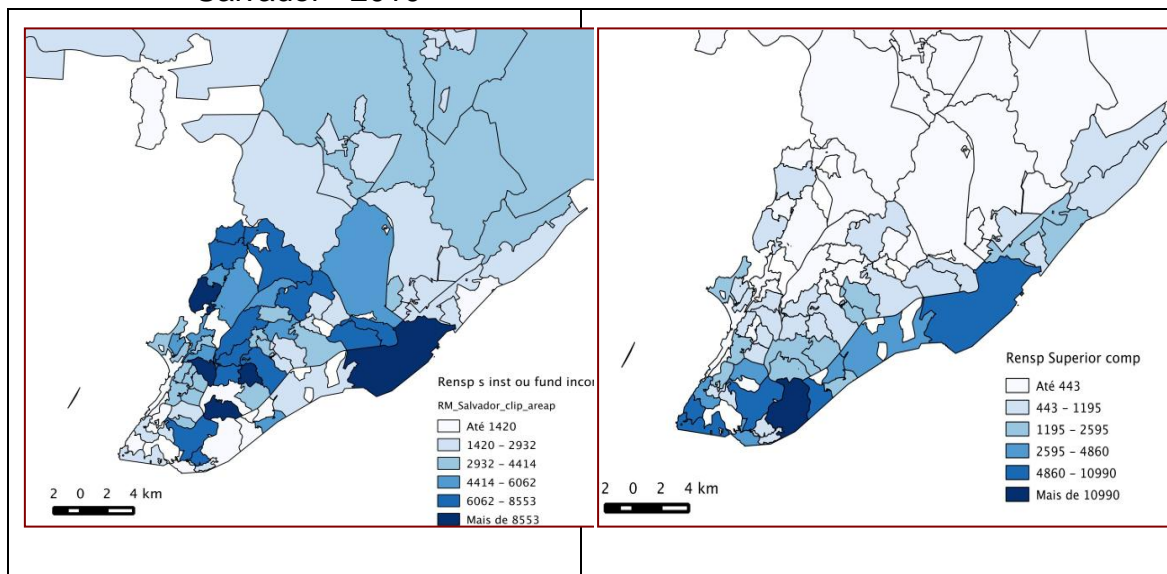 Salvador - 2010
Rensp s inst ou fund
RM_Salvador_clip_areap
Até 1420
1420 – 2932
2932 – 4414
4414 – 6062
6062 – 8553
Mais de 8553
2 0 2 4 km
Rensp Superior comp
Até 443
443 – 1195
1195 – 2595
2595 – 4860
4860 – 10990
Mais de 10990
2 0 2 4 km